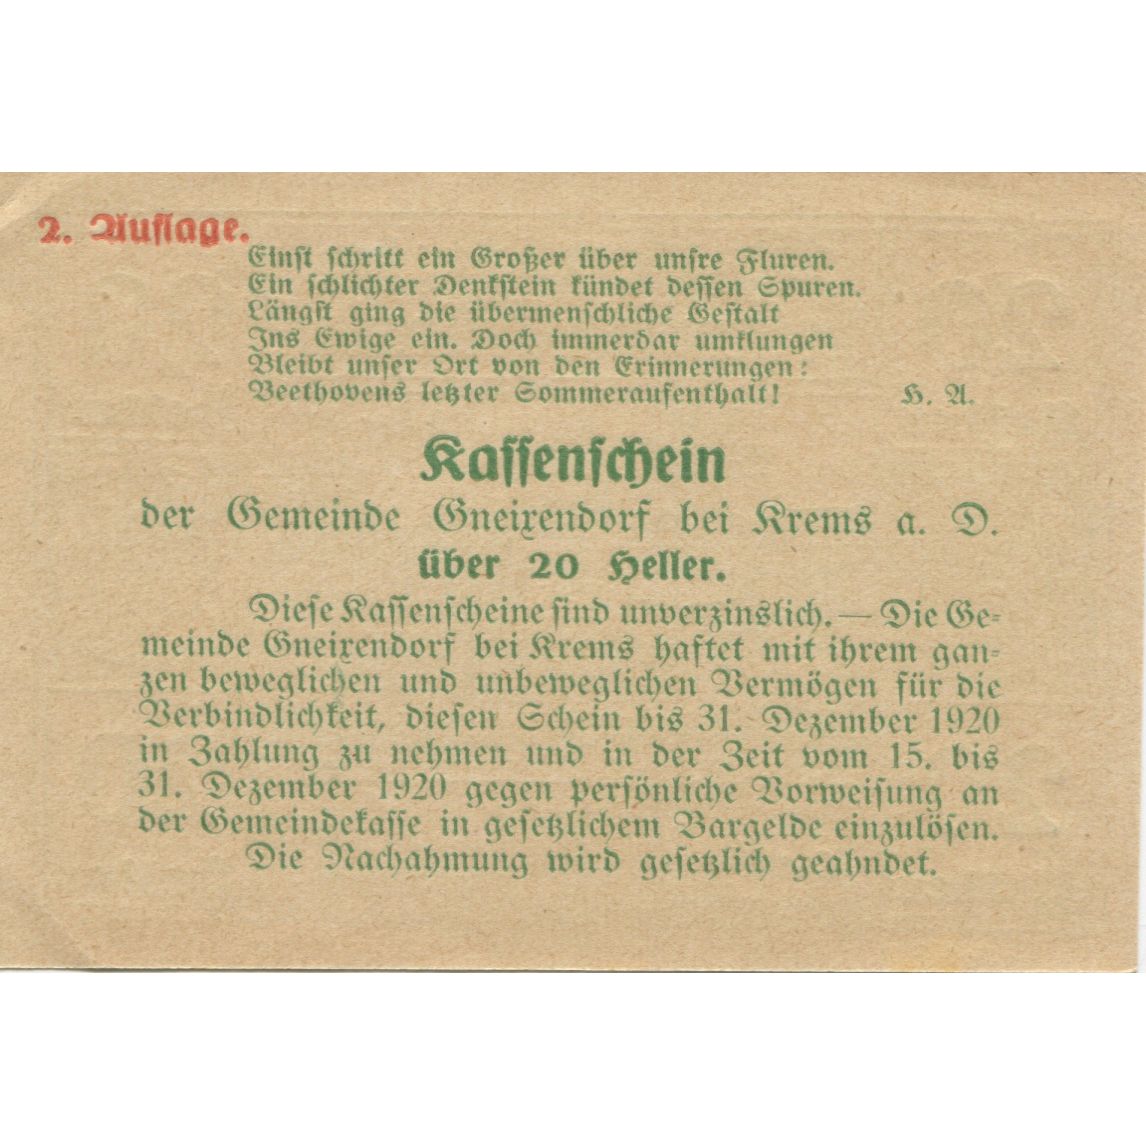 2. Auflage.
Einst schritt ein Großer über unsre Fluren.
Ein schlichter Denkstein kündet dessen Spuren.
Längst ging die übermenschliche Gestalt
Ins Ewige ein. Doch immerdar umklungen
Bleibt unser Ort von den Erinnerungen:
Beethovens letzter Sommeraufenthalt! H. A.
Kassenschein
der Gemeinde Gneixendorf bei Krems a. D.
über 20 Heller.
Diese Kassenscheine sind unverzinslich. — Die Ge-
meinde Gneixendorf bei Krems haftet mit ihrem gan-
zen beweglichen und unbeweglichen Vermögen für die
Verbindlichkeit, diesen Schein bis 31. Dezember 1920
in Zahlung zu nehmen und in der Zeit vom 15. bis
31. Dezember 1920 gegen persönliche Vorweisung an
der Gemeindekasse in gesetzlichem Bargelde einzulösen.
Die Nachahmung wird gesetzlich geahndet.